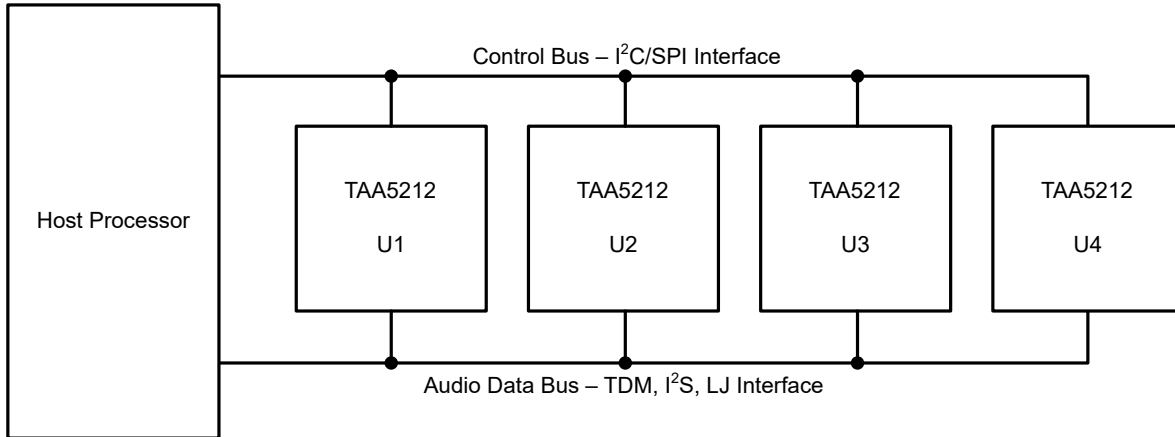 Control Bus – I²C/SPI Interface
Host Processor
TAA5212
U1
TAA5212
U2
TAA5212
U3
TAA5212
U4
Audio Data Bus – TDM, I²S, LJ Interface